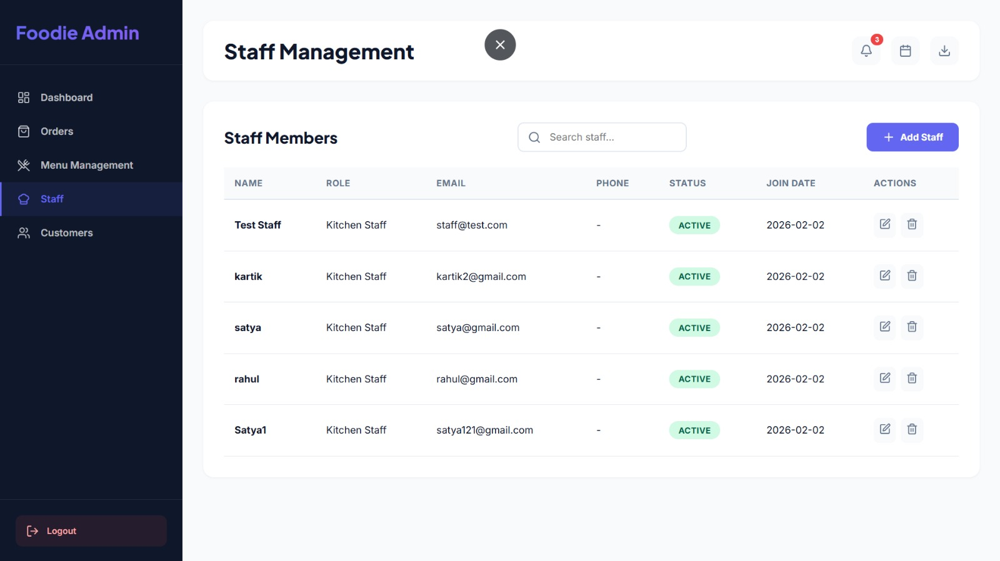 Foodie Admin
Dashboard
Orders
Menu Management
Staff
Customers
Logout
Staff Management
3
Staff Members
Search staff...
Add Staff
NAME ROLE EMAIL PHONE STATUS JOIN DATE ACTIONS
Test Staff Kitchen Staff staff@test.com - ACTIVE 2026-02-02
kartik Kitchen Staff kartik2@gmail.com - ACTIVE 2026-02-02
satya Kitchen Staff satya@gmail.com - ACTIVE 2026-02-02
rahul Kitchen Staff rahul@gmail.com - ACTIVE 2026-02-02
Satya1 Kitchen Staff satya121@gmail.com - ACTIVE 2026-02-02